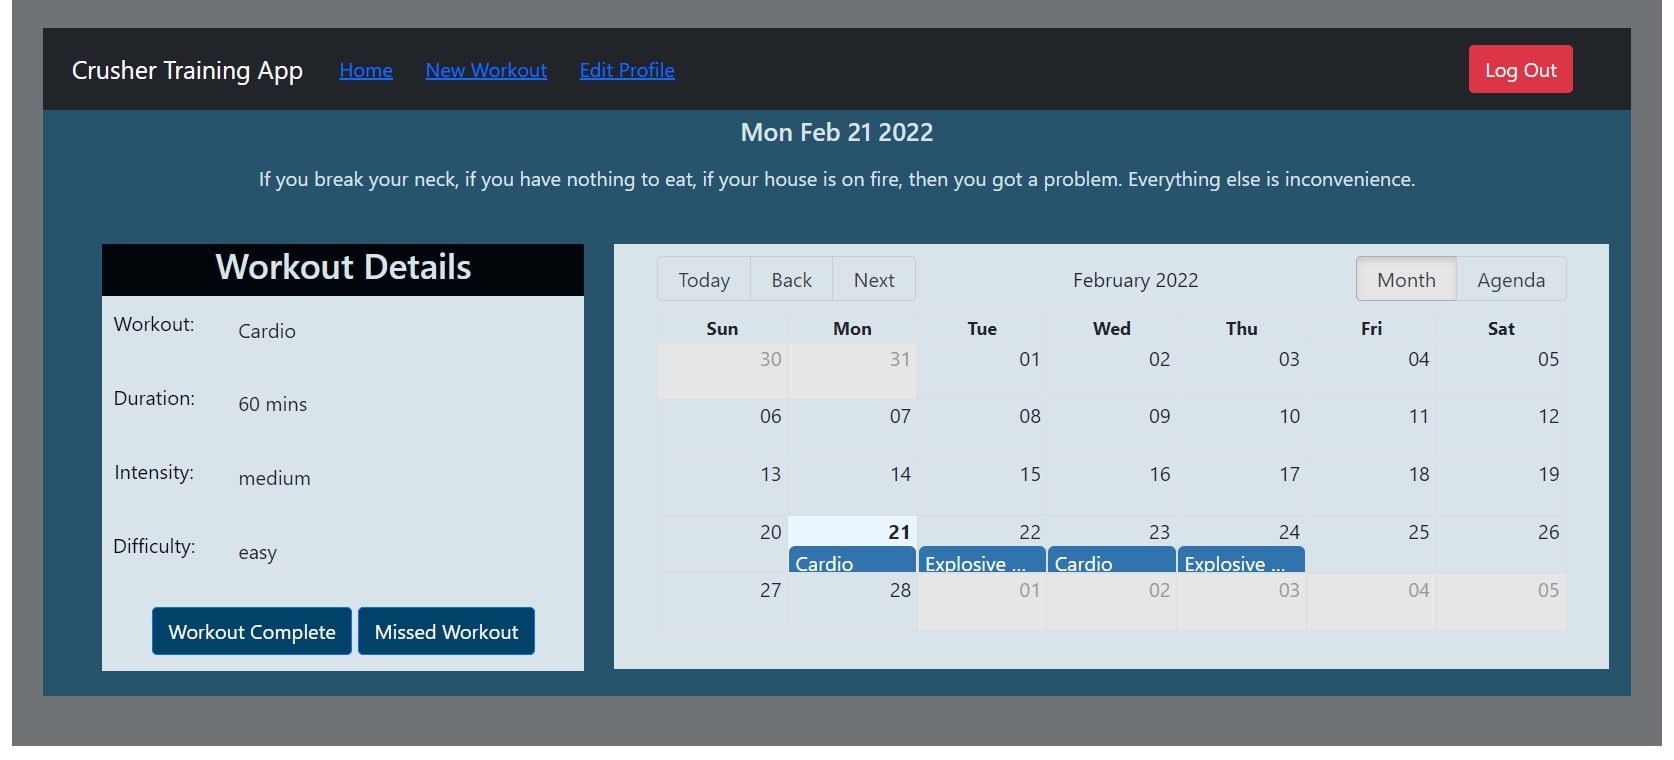 Crusher Training App Home New Workout Edit Profile Log Out
Mon Feb 21 2022
If you break your neck, if you have nothing to eat, if your house is on fire, then you got a problem. Everything else is inconvenience.
Workout Details
Workout: Cardio
Duration: 60 mins
Intensity: medium
Difficulty: easy
Workout Complete Missed Workout
Today Back Next February 2022 Month Agenda
Sun Mon Tue Wed Thu Fri Sat
30 31 01 02 03 04 05
06 07 08 09 10 11 12
13 14 15 16 17 18 19
20 21 22 23 24 25 26
Cardio Explosive ... Cardio Explosive ...
27 28 01 02 03 04 05